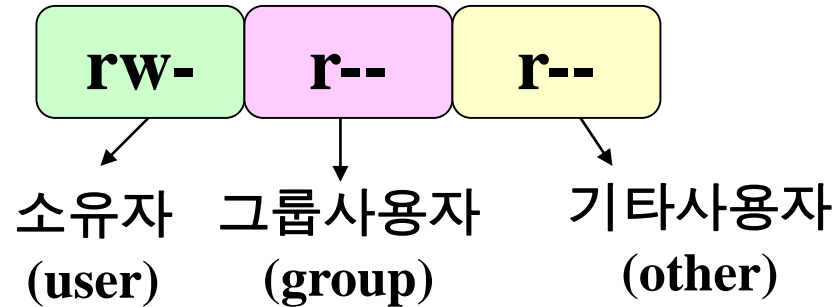 rw- r-- r--
소유자 그룹사용자 기타사용자
(user) (group) (other)